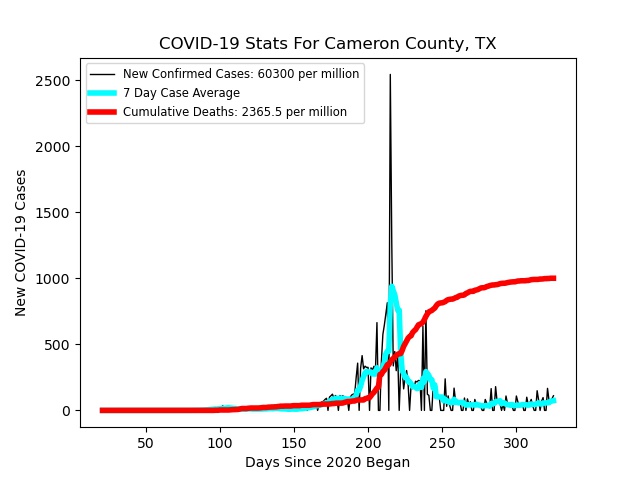 COVID-19 Stats For Cameron County, TX
New Confirmed Cases: 60300 per million
7 Day Case Average
Cumulative Deaths: 2365.5 per million
New COVID-19 Cases
2500
2000
1500
1000
500
0
50 100 150 200 250 300
Days Since 2020 Began